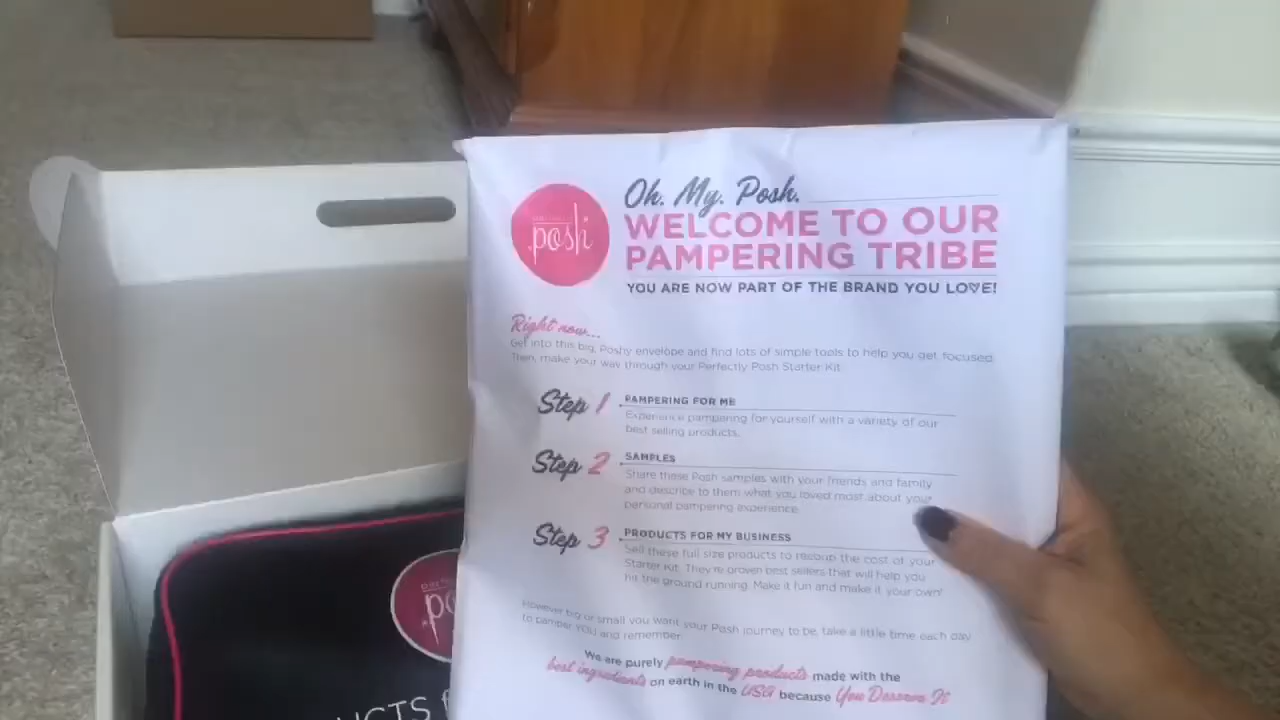 Oh. My. Posh.
perfectly posh
WELCOME TO OUR
PAMPERING TRIBE
YOU ARE NOW PART OF THE BRAND YOU LOVE!
Right now...
Get into this big, Poshy envelope and find lots of simple tools to help you get focused.
Then, make your way through your Perfectly Posh Starter Kit.
Step 1 PAMPERING FOR ME
Experience pampering for yourself with a variety of our
best selling products.
Step 2 SAMPLES
Share these Posh samples with your friends and family
and describe to them what you loved most about your
personal pampering experience.
Step 3 PRODUCTS FOR MY BUSINESS
Sell these full size products to recoup the cost of your
Starter Kit. They're proven best sellers that will help you
hit the ground running. Make it fun and make it your own!
However big or small you want your Posh journey to be, take a little time each day
to pamper YOU and remember
We are purely pampering products made with the
best ingredients on earth in the USA because You Deserve It